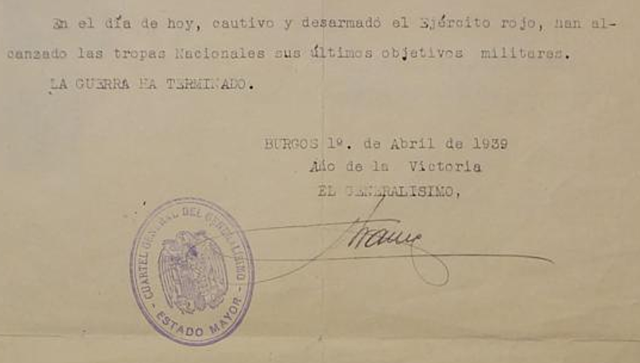 En el día de hoy, cautivo y desarmado el Ejército rojo, han al-
canzado las tropas Nacionales sus últimos objetivos militares.
LA GUERRA HA TERMINADO.
BURGOS 1º. de Abril de 1939
Año de la Victoria
EL GENERALISIMO,
Franco
CUARTEL GENERAL DEL GENERALÍSIMO
- ESTADO MAYOR -